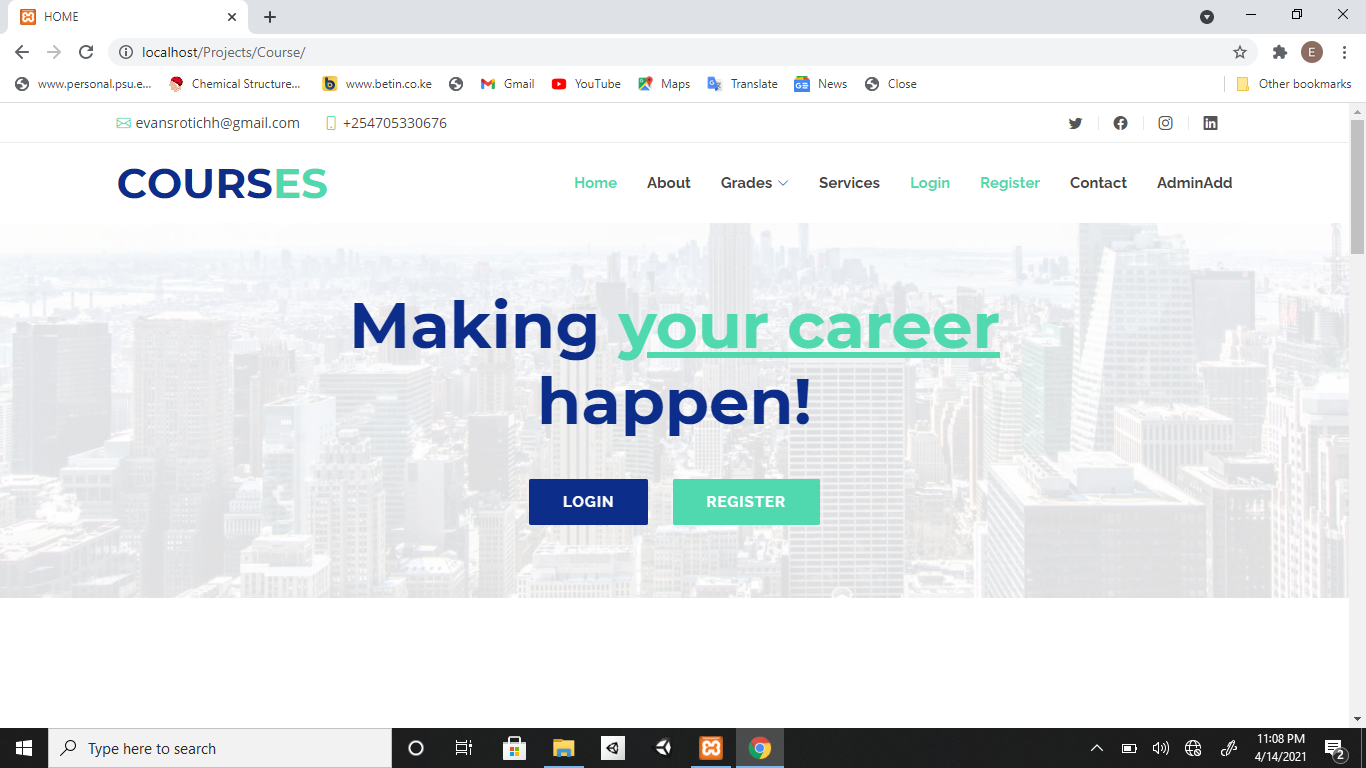 HOME
localhost/Projects/Course/
E
www.personal.psu.e...
Chemical Structure...
www.betin.co.ke
Gmail
YouTube
Maps
Translate
News
Close
Other bookmarks
evansrotichh@gmail.com +254705330676
COURSES
Home About Grades Services Login Register Contact AdminAdd
Making your career
happen!
LOGIN REGISTER
Type here to search
11:08 PM
4/14/2021
2